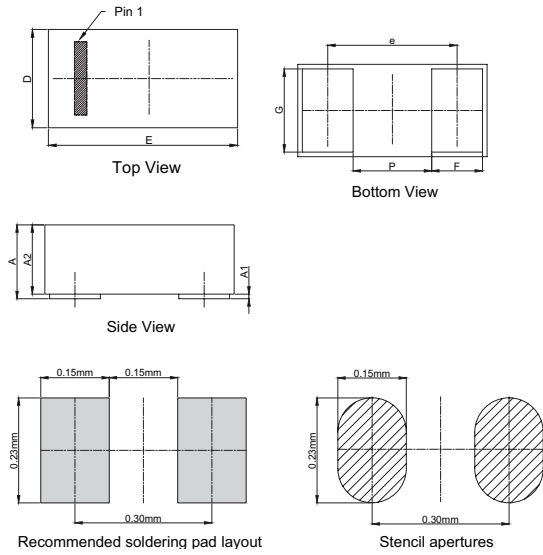 Pin 1
D
E
Top View
e
G
P
F
Bottom View
A
A2
A1
Side View
0.15mm
0.15mm
0.23mm
0.30mm
Recommended soldering pad layout
0.15mm
0.23mm
0.30mm
Stencil apertures